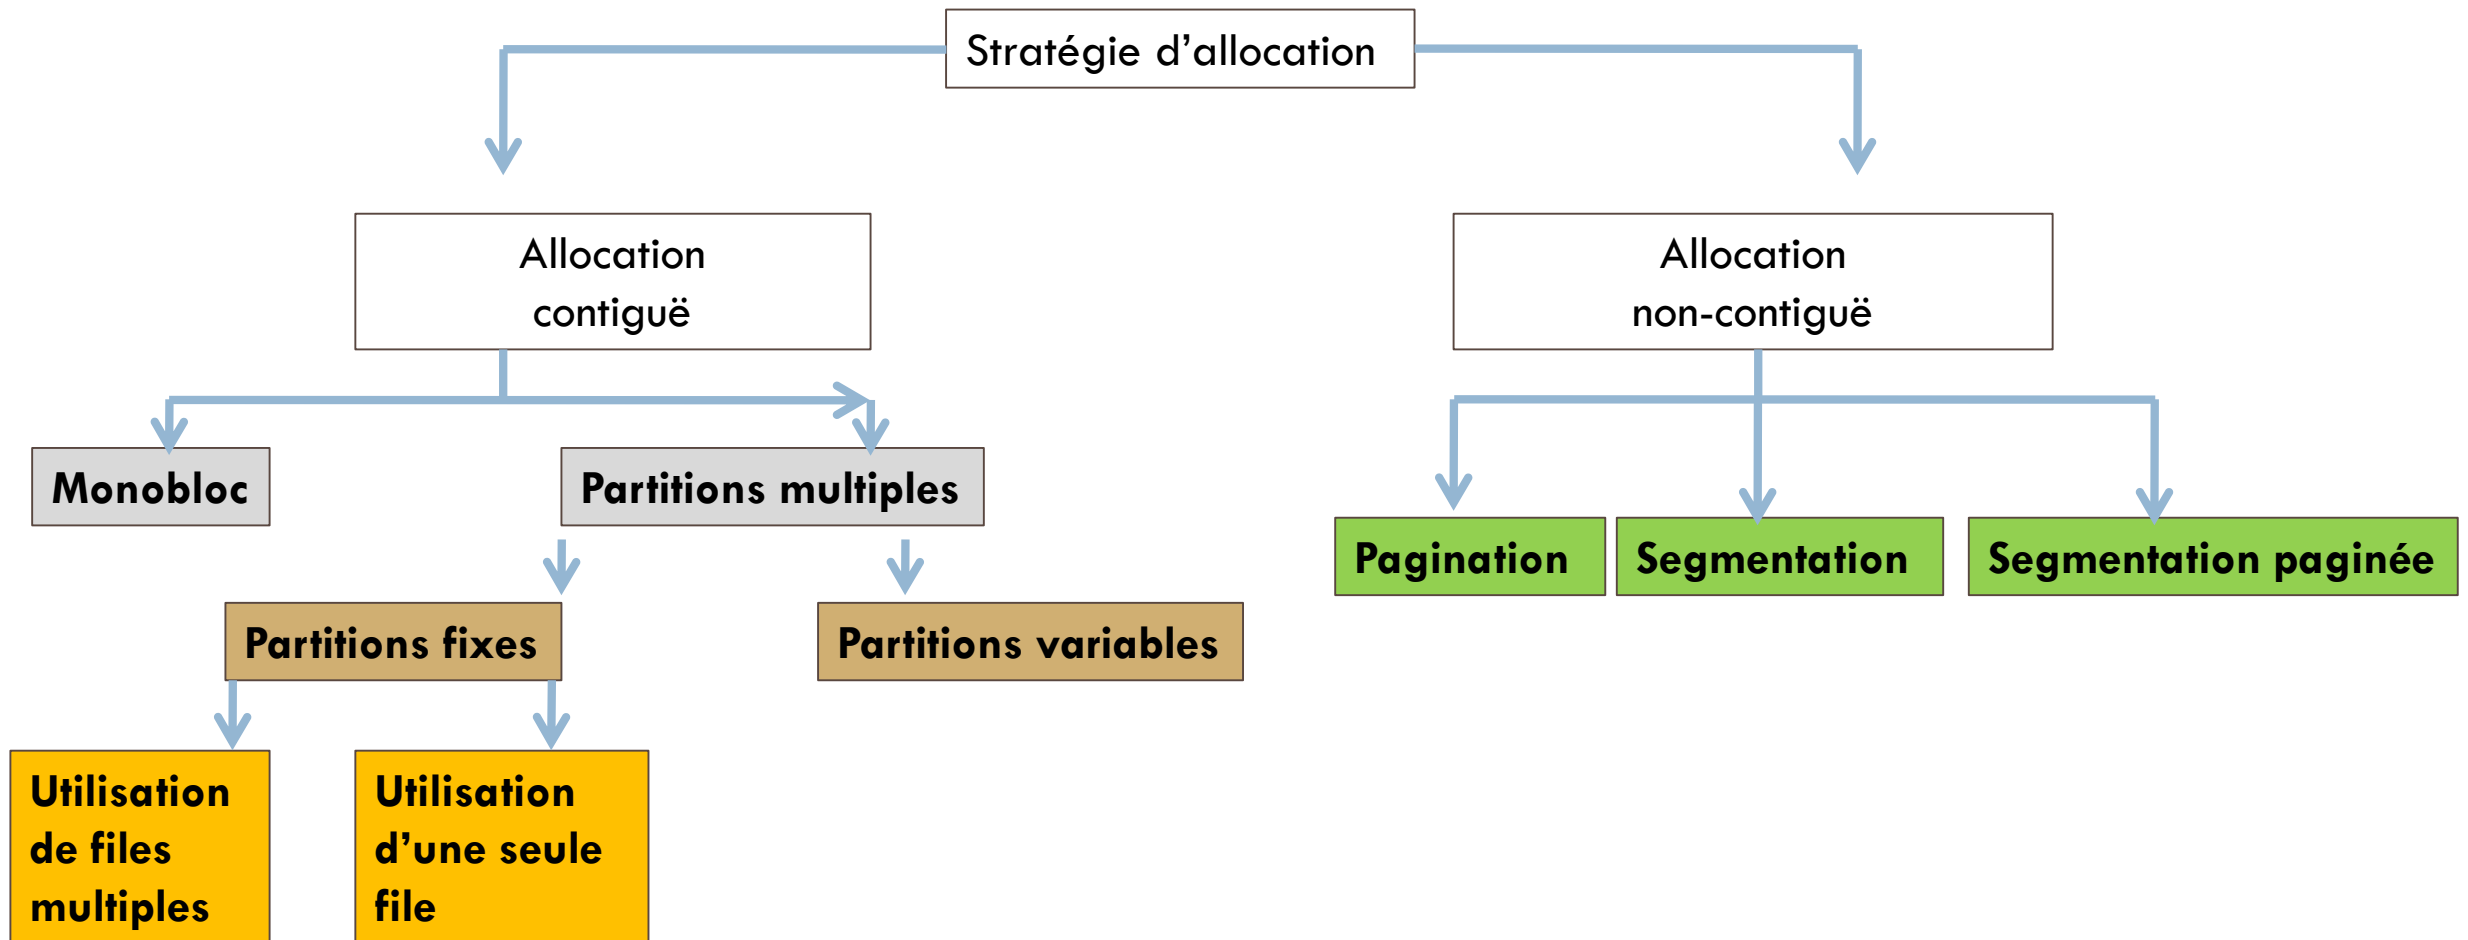 Stratégie d’allocation
Allocation
contiguë
Allocation
non-contiguë
Monobloc
Partitions multiples
Pagination
Segmentation
Segmentation paginée
Partitions fixes
Partitions variables
Utilisation
de files
multiples
Utilisation
d’une seule
file